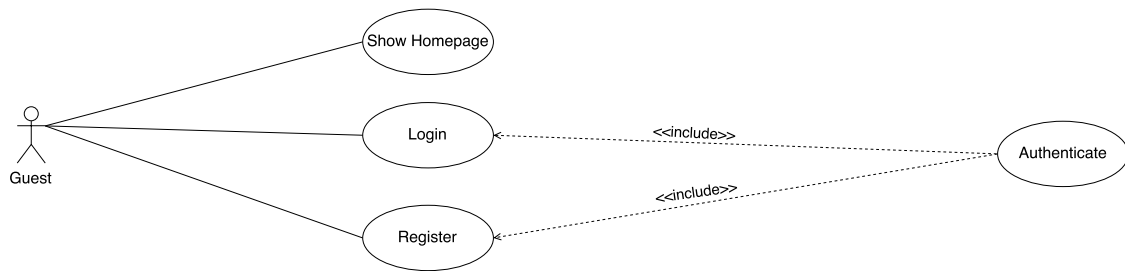 Show Homepage
Login
<<include>>
Authenticate
Guest
<<include>>
Register